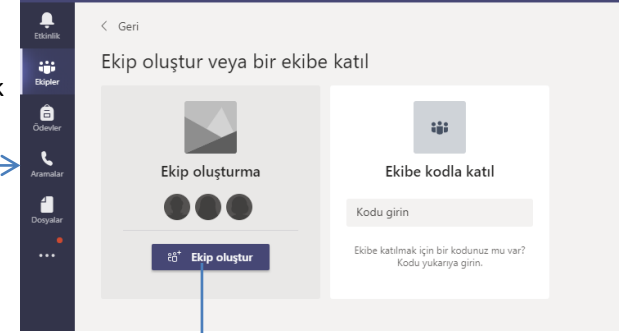 Etkinlik
Ekipler
Ödevler
Aramalar
Dosyalar
Geri
Ekip oluştur veya bir ekibe katıl
Ekip oluşturma
Ekip oluştur
Ekibe kodla katıl
Kodu girin
Ekibe katılmak için bir kodunuz mu var?
Kodu yukarıya girin.